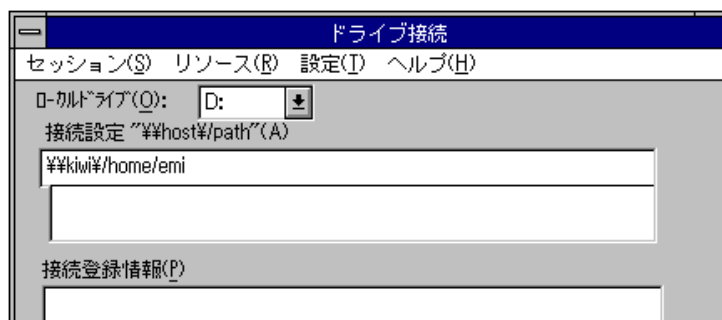 ドライブ接続
セッション(S) リソース(R) 設定(T) ヘルプ(H)
ﾛｰｶﾙﾄﾞﾗｲﾌﾞ(O): D:
接続設定 "¥¥host¥/path"(A)
¥¥kiwi¥/home/emi
接続登録情報(P)